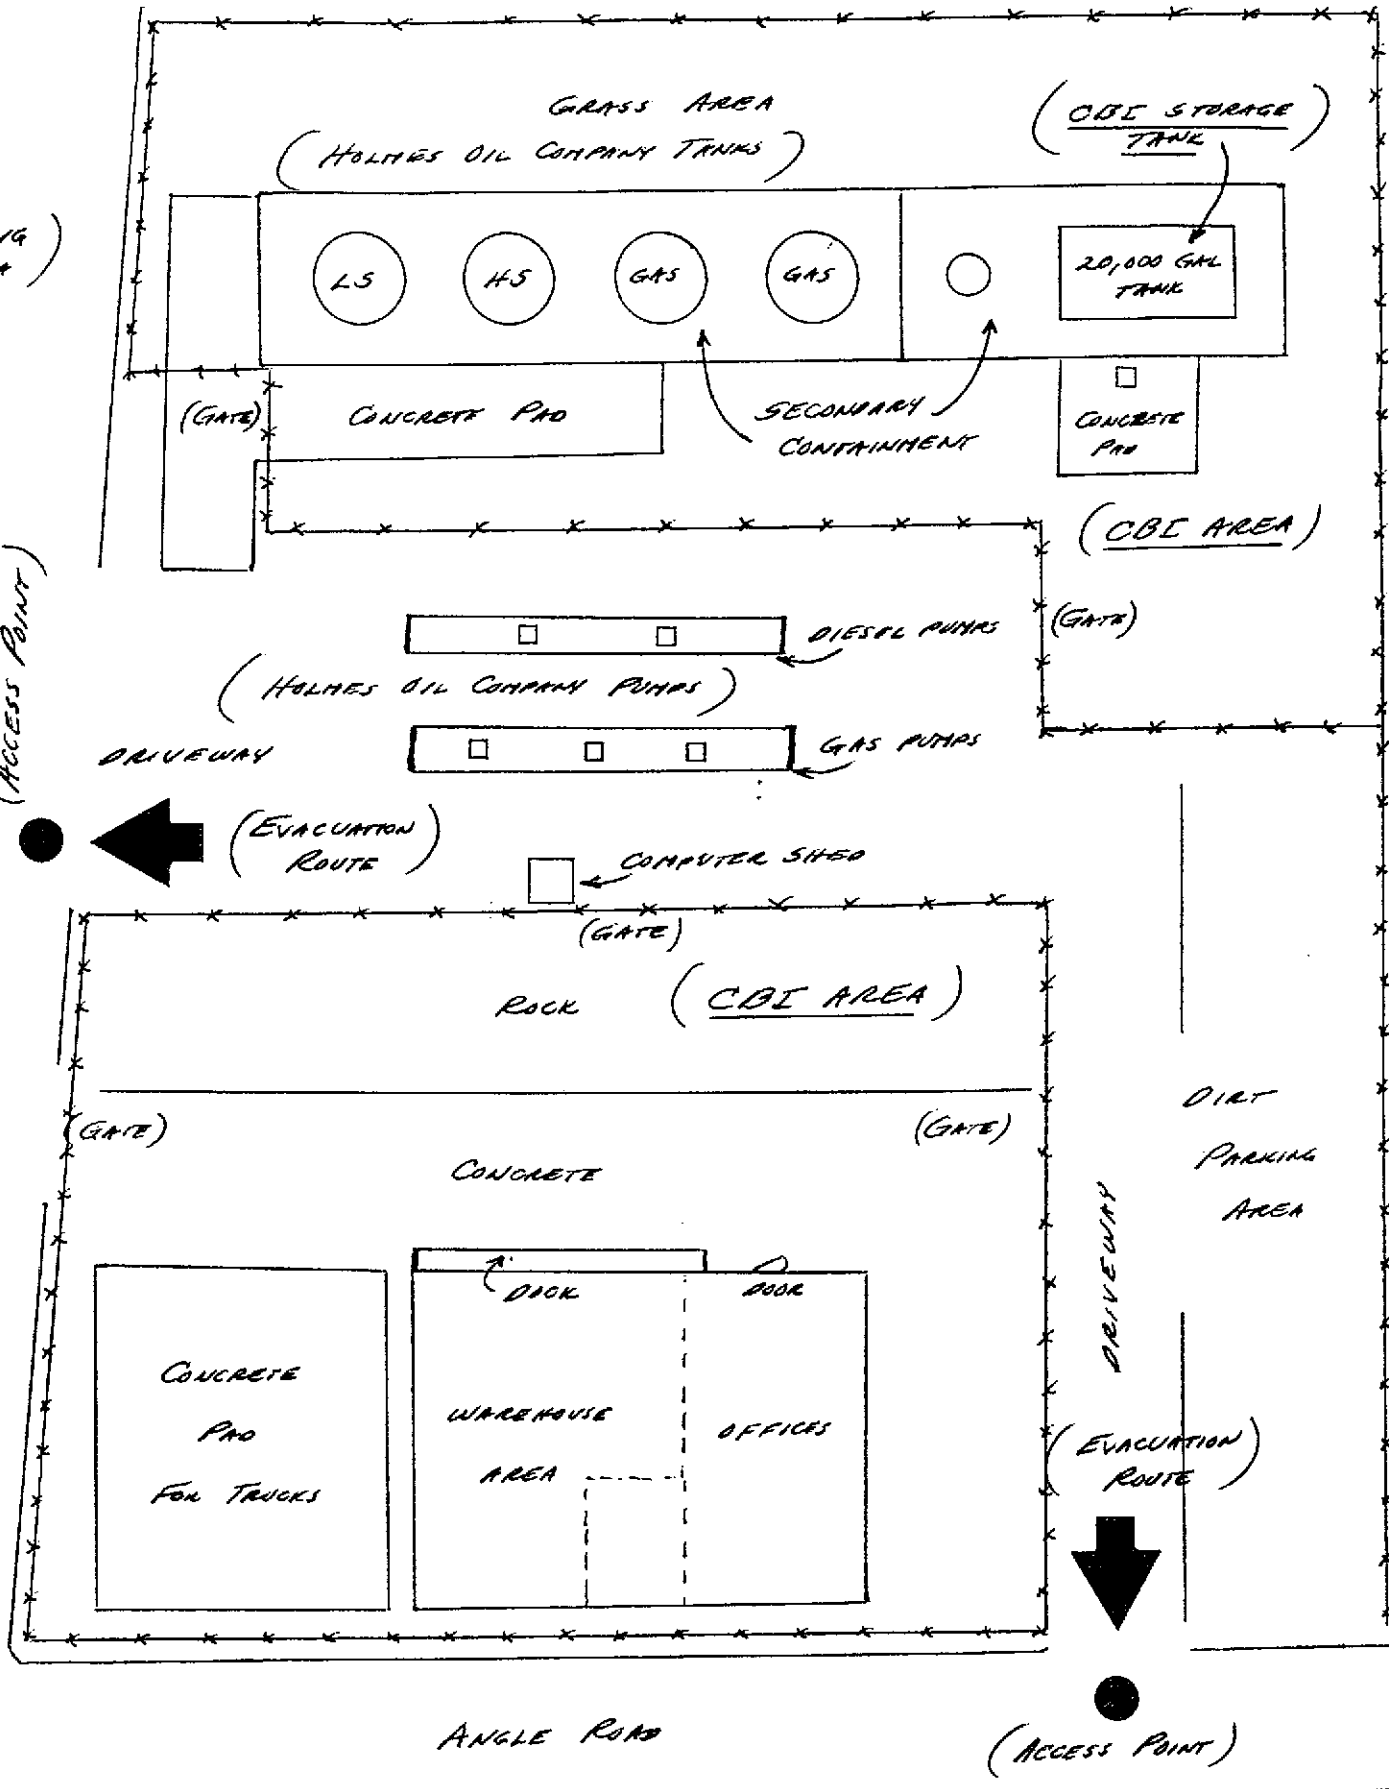 GRASS AREA
(HOLMES OIL COMPANY TANKS)
(CBI STORAGE
TANK)
LS
HS
GAS
GAS
20,000 GAL
TANK
(GATE)
CONCRETE PAD
SECONDARY
CONTAINMENT
CONCRETE
PAD
(CBI AREA)
(ACCESS POINT)
DIESEL PUMPS
(GATE)
(HOLMES OIL COMPANY PUMPS)
DRIVEWAY
GAS PUMPS
(EVACUATION
ROUTE)
COMPUTER SHED
(GATE)
ROCK
(CBI AREA)
(GATE)
(GATE)
CONCRETE
DIRT
PARKING
AREA
DRIVEWAY
DOCK
DOOR
CONCRETE
PAD
FOR TRUCKS
WAREHOUSE
AREA
OFFICES
(EVACUATION
ROUTE)
ANGLE ROAD
(ACCESS POINT)